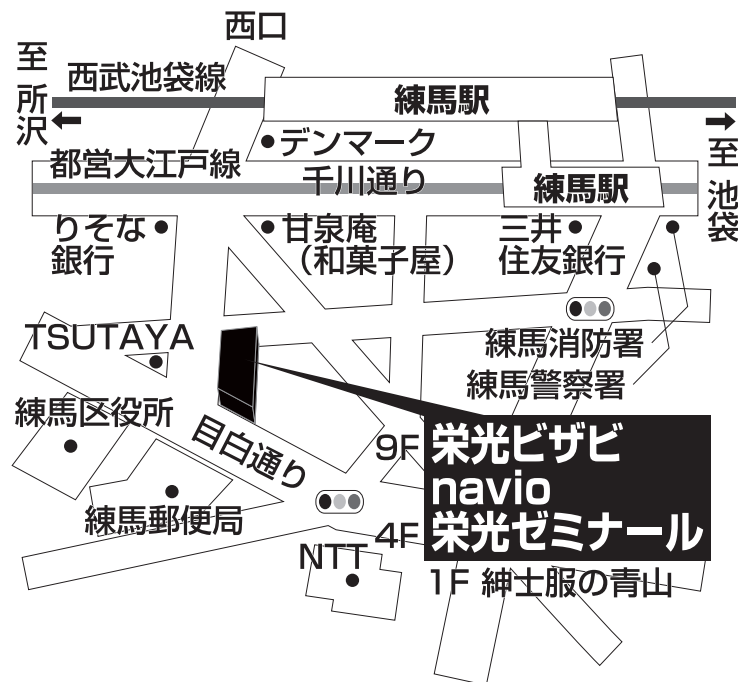 西口
至 所沢
西武池袋線
練馬駅
デンマーク
至 池袋
都営大江戸線
千川通り
練馬駅
りそな
銀行
甘泉庵
（和菓子屋）
三井
住友銀行
TSUTAYA
練馬消防署
練馬警察署
練馬区役所
目白通り
9F 栄光ビザビ
navio
4F 栄光ゼミナール
練馬郵便局
NTT
1F 紳士服の青山